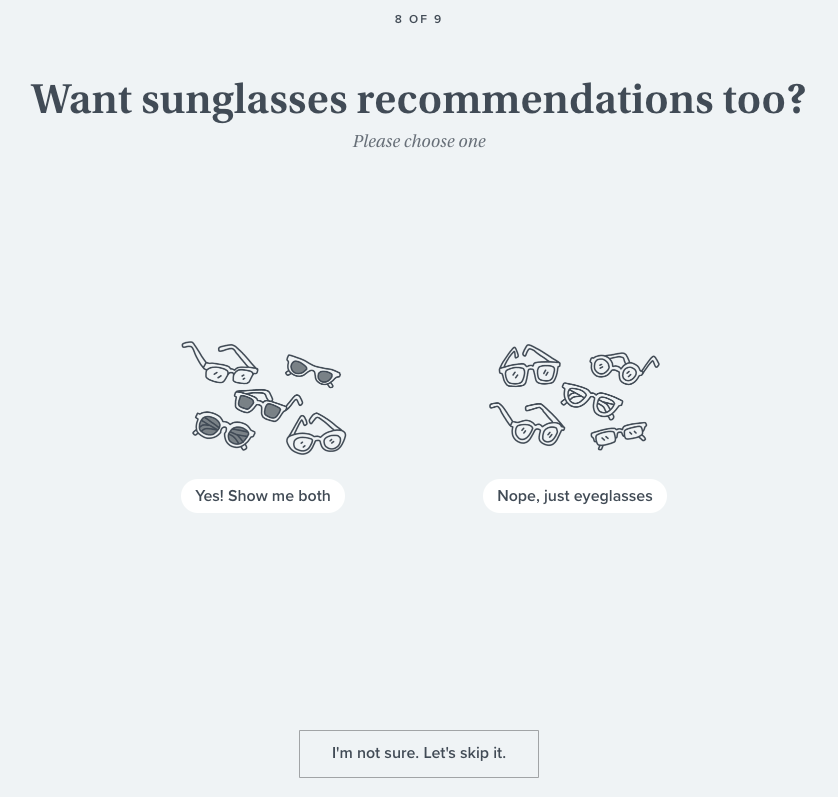 8 OF 9
Want sunglasses recommendations too?
Please choose one
Yes! Show me both
Nope, just eyeglasses
I'm not sure. Let's skip it.